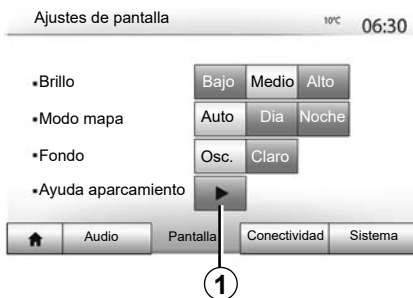 Ajustes de pantalla 10°C 06:30
▪Brillo Bajo Medio Alto
▪Modo mapa Auto Dia Noche
▪Fondo Osc. Claro
▪Ayuda aparcamiento
Audio Pantalla Conectividad Sistema
1